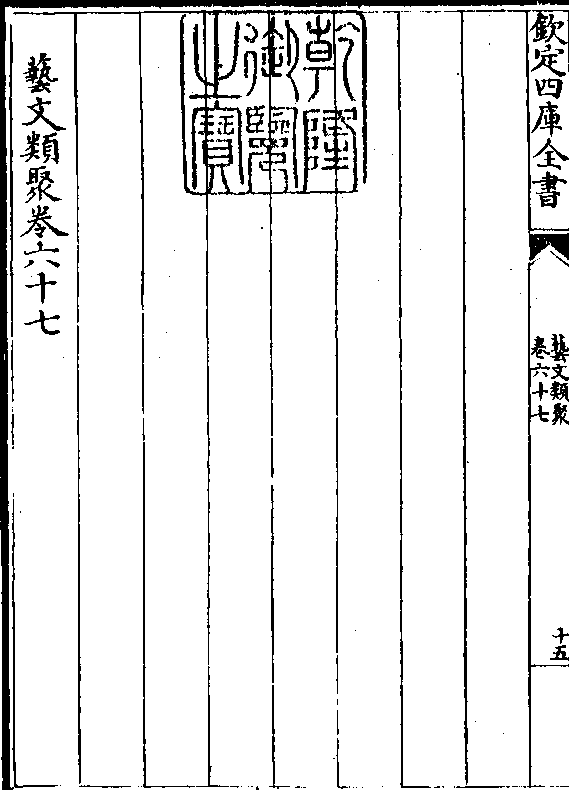 欽定四庫全書
藝文類聚
卷六十七
十五
乾隆
御覽
之寶
藝文類聚卷六十七